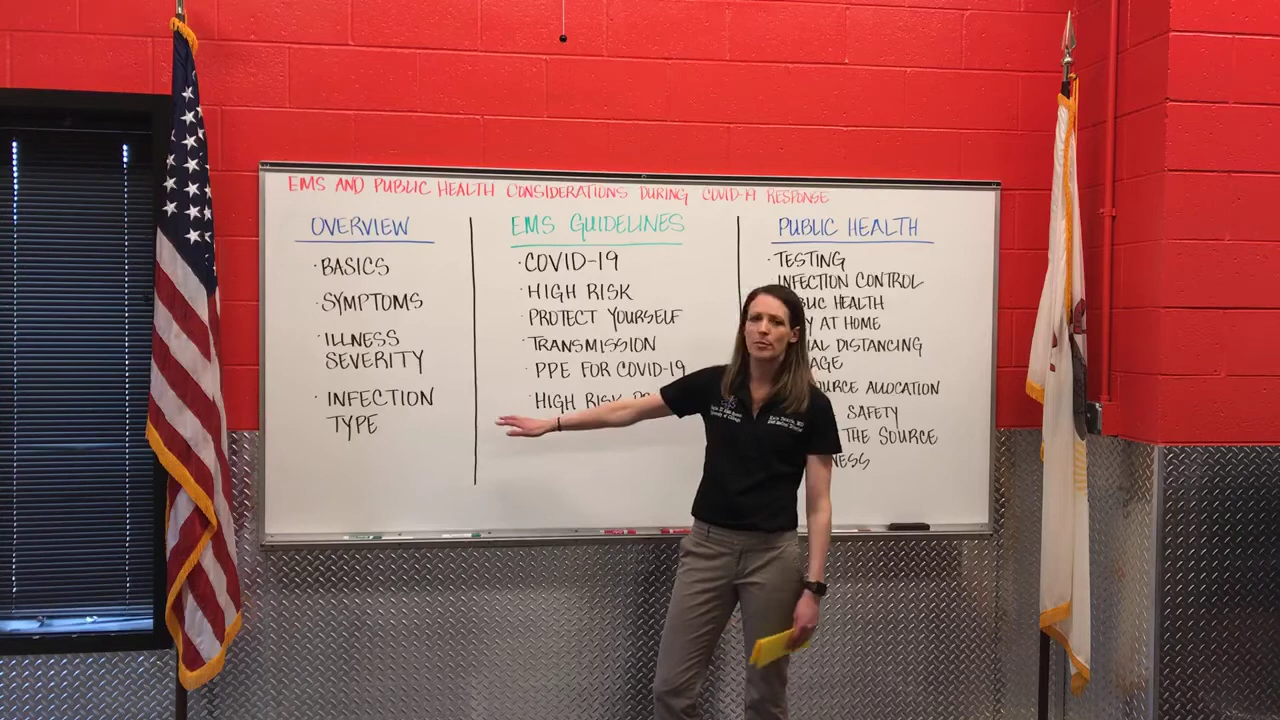 EMS AND PUBLIC HEALTH CONSIDERATIONS DURING COVID-19 RESPONSE
OVERVIEW
· BASICS
· SYMPTOMS
· ILLNESS
SEVERITY
· INFECTION
TYPE
EMS GUIDELINES
· COVID-19
· HIGH RISK
· PROTECT YOURSELF
· TRANSMISSION
· PPE FOR COVID-19
· HIGH RISK
PUBLIC HEALTH
· TESTING
INFECTION CONTROL
HEALTH
AT HOME
DISTANCING
ALLOCATION
SAFETY
THE SOURCE